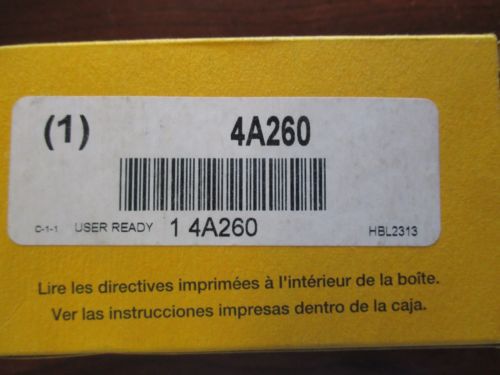 (1) 4A260
C-1-1 USER READY 1 4A260 HBL2313
Lire les directives imprimées à l'intérieur de la boîte.
Ver las instrucciones impresas dentro de la caja.